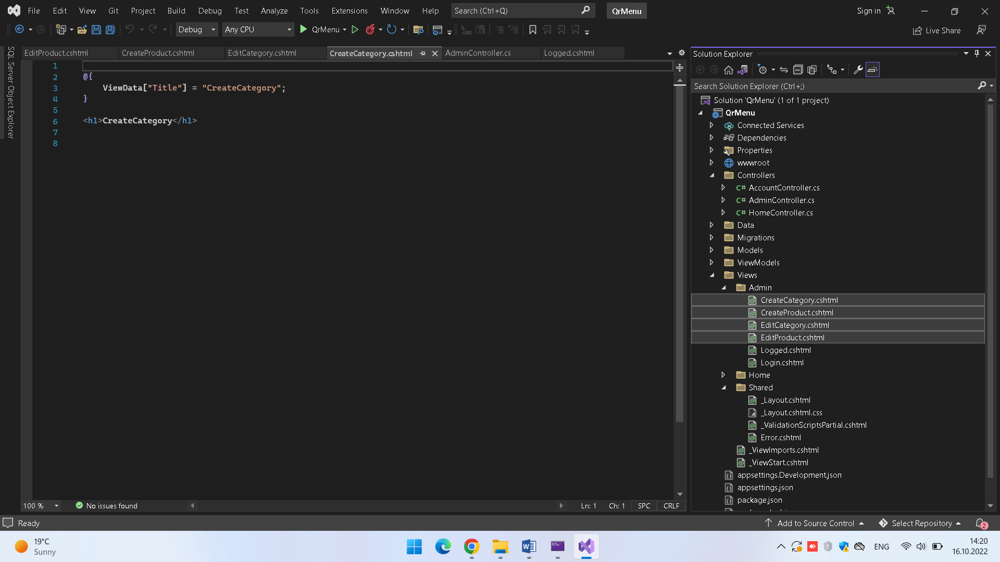 File Edit View Git Project Build Debug Test Analyze Tools Extensions Window Help Search (Ctrl+Q) QrMenu Sign in
Debug Any CPU QrMenu Live Share
SQL Server Object Explorer
EditProduct.cshtml CreateProduct.cshtml EditCategory.cshtml CreateCategory.cshtml AdminController.cs Logged.cshtml
1
2 @{
3 ViewData["Title"] = "CreateCategory";
4 }
5
6 <h1>CreateCategory</h1>
7
8
100 % No issues found Ln: 1 Ch: 1 SPC CRLF
Solution Explorer
Search Solution Explorer (Ctrl+;)
Solution 'QrMenu' (1 of 1 project)
QrMenu
Connected Services
Dependencies
Properties
wwwroot
Controllers
C# AccountController.cs
C# AdminController.cs
C# HomeController.cs
Data
Migrations
Models
ViewModels
Views
Admin
CreateCategory.cshtml
CreateProduct.cshtml
EditCategory.cshtml
EditProduct.cshtml
Logged.cshtml
Login.cshtml
Home
Shared
_Layout.cshtml
_Layout.cshtml.css
_ValidationScriptsPartial.cshtml
Error.cshtml
_ViewImports.cshtml
_ViewStart.cshtml
appsettings.Development.json
appsettings.json
package.json
Ready Add to Source Control Select Repository 2
19°C
Sunny
ENG
14:20
16.10.2022